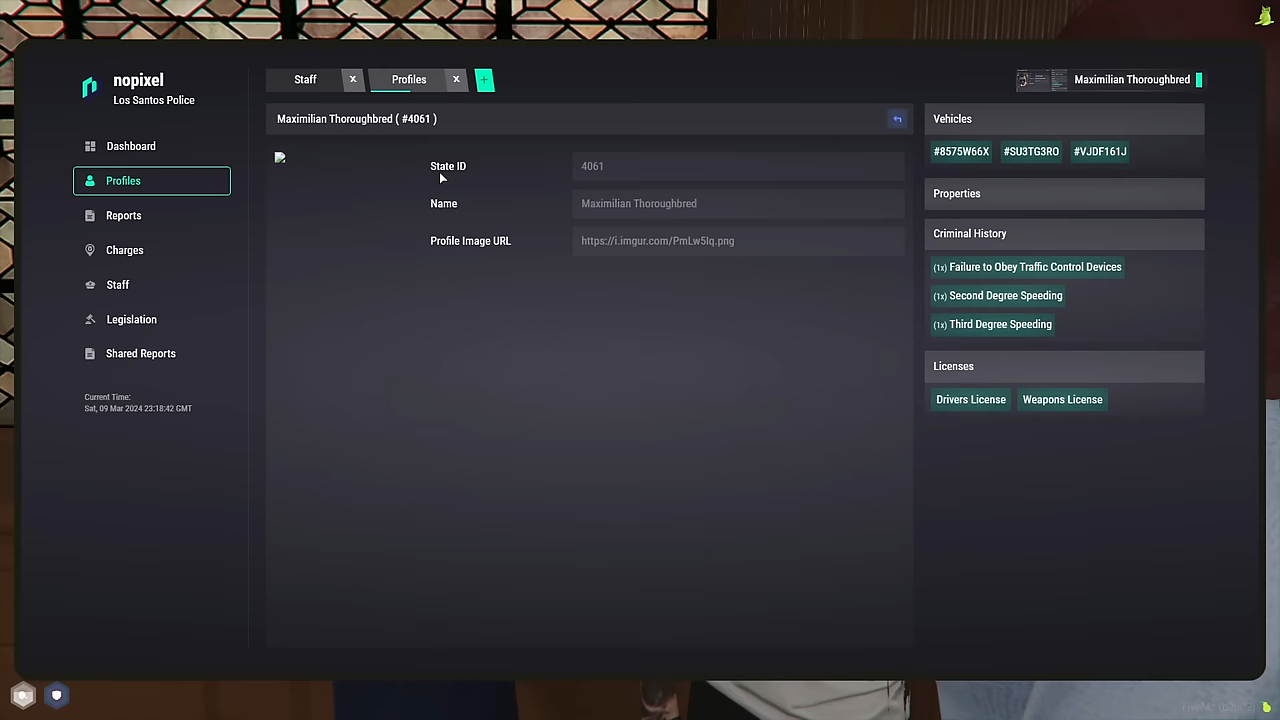 nopixel
Los Santos Police
Dashboard
Profiles
Reports
Charges
Staff
Legislation
Shared Reports
Current Time:
Sat, 09 Mar 2024 23:18:42 GMT
Staff x Profiles x +
Maximilian Thoroughbred
Maximilian Thoroughbred ( #4061 )
State ID 4061
Name Maximilian Thoroughbred
Profile Image URL https://i.imgur.com/PmLw5Iq.png
Vehicles
#8575W66X #SU3TG3RO #VJDF161J
Properties
Criminal History
(1x) Failure to Obey Traffic Control Devices
(1x) Second Degree Speeding
(1x) Third Degree Speeding
Licenses
Drivers License Weapons License